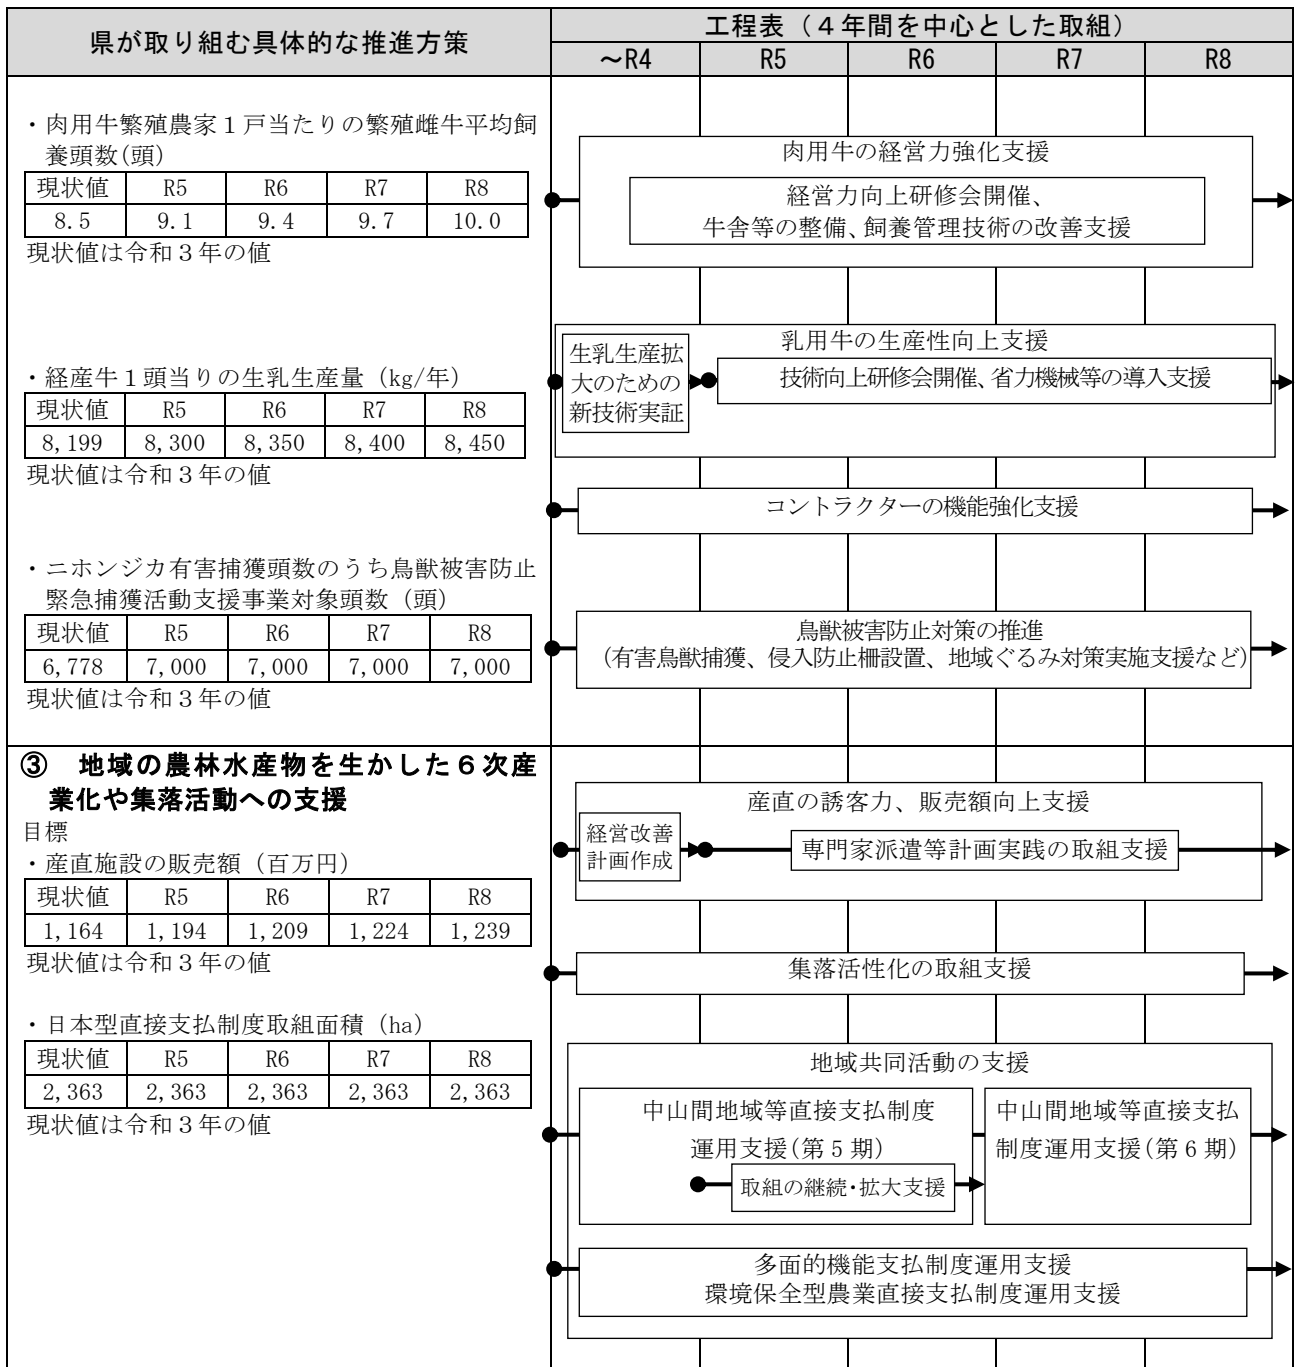 県が取り組む具体的な推進方策
工程表（４年間を中心とした取組）
～R4 R5 R6 R7 R8
・肉用牛繁殖農家１戸当たりの繁殖雌牛平均飼
養頭数(頭)
現状値 R5 R6 R7 R8
8.5 9.1 9.4 9.7 10.0
現状値は令和３年の値
肉用牛の経営力強化支援
経営力向上研修会開催、
牛舎等の整備、飼養管理技術の改善支援
・経産牛１頭当りの生乳生産量（kg/年）
現状値 R5 R6 R7 R8
8,199 8,300 8,350 8,400 8,450
現状値は令和３年の値
乳用牛の生産性向上支援
生乳生産拡
大のための
新技術実証
技術向上研修会開催、省力機械等の導入支援
コントラクターの機能強化支援
・ニホンジカ有害捕獲頭数のうち鳥獣被害防止
緊急捕獲活動支援事業対象頭数（頭）
現状値 R5 R6 R7 R8
6,778 7,000 7,000 7,000 7,000
現状値は令和３年の値
鳥獣被害防止対策の推進
（有害鳥獣捕獲、侵入防止柵設置、地域ぐるみ対策実施支援など）
③　地域の農林水産物を生かした６次産
業化や集落活動への支援
目標
・産直施設の販売額（百万円）
現状値 R5 R6 R7 R8
1,164 1,194 1,209 1,224 1,239
現状値は令和３年の値
産直の誘客力、販売額向上支援
経営改善
計画作成
専門家派遣等計画実践の取組支援
集落活性化の取組支援
・日本型直接支払制度取組面積（ha）
現状値 R5 R6 R7 R8
2,363 2,363 2,363 2,363 2,363
現状値は令和３年の値
地域共同活動の支援
中山間地域等直接支払制度
運用支援(第５期)
取組の継続・拡大支援
中山間地域等直接支払
制度運用支援(第６期)
多面的機能支払制度運用支援
環境保全型農業直接支払制度運用支援